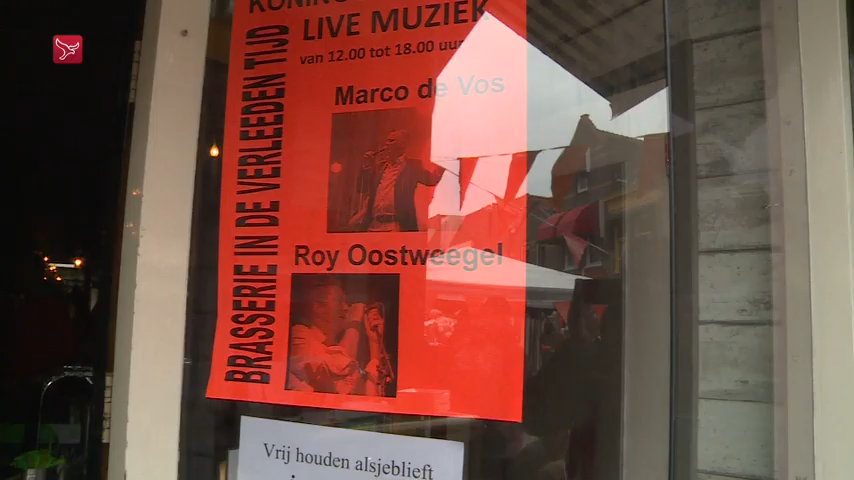 LIVE MUZIEK
van 12.00 tot 18.00 uur
BRASSERIE IN DE VERLEEDEN TIJD
Marco de Vos
Roy Oostweegel
Vrij houden alsjeblieft